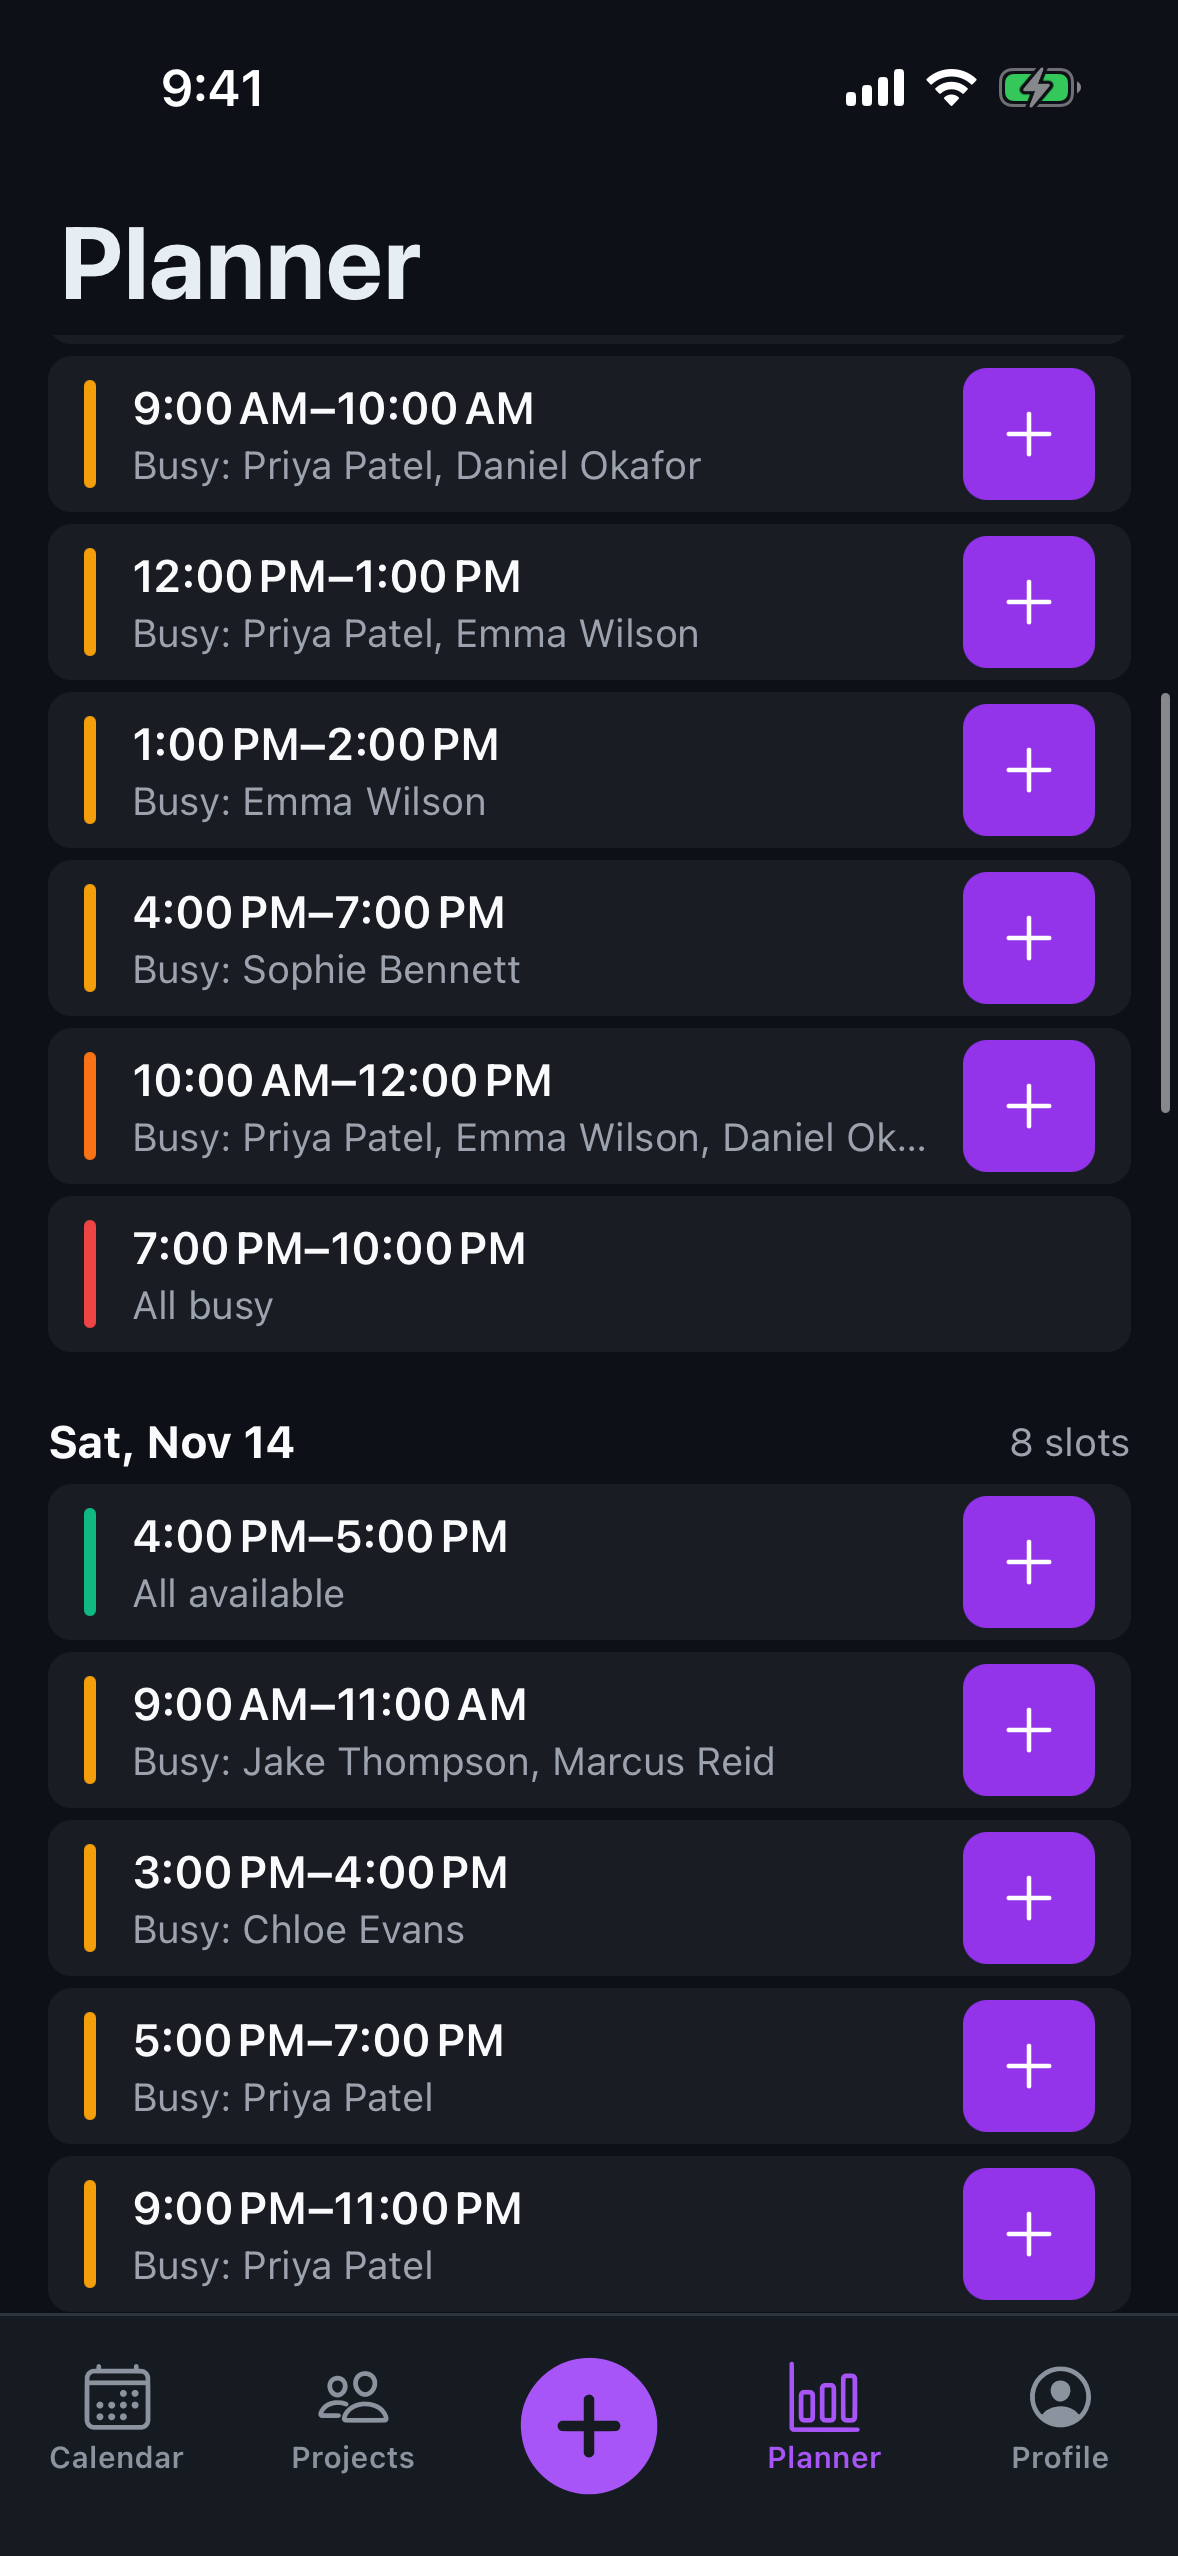 9:41
Planner
9:00 AM–10:00 AM
Busy: Priya Patel, Daniel Okafor
12:00 PM–1:00 PM
Busy: Priya Patel, Emma Wilson
1:00 PM–2:00 PM
Busy: Emma Wilson
4:00 PM–7:00 PM
Busy: Sophie Bennett
10:00 AM–12:00 PM
Busy: Priya Patel, Emma Wilson, Daniel Ok...
7:00 PM–10:00 PM
All busy
Sat, Nov 14 8 slots
4:00 PM–5:00 PM
All available
9:00 AM–11:00 AM
Busy: Jake Thompson, Marcus Reid
3:00 PM–4:00 PM
Busy: Chloe Evans
5:00 PM–7:00 PM
Busy: Priya Patel
9:00 PM–11:00 PM
Busy: Priya Patel
Calendar Projects Planner Profile